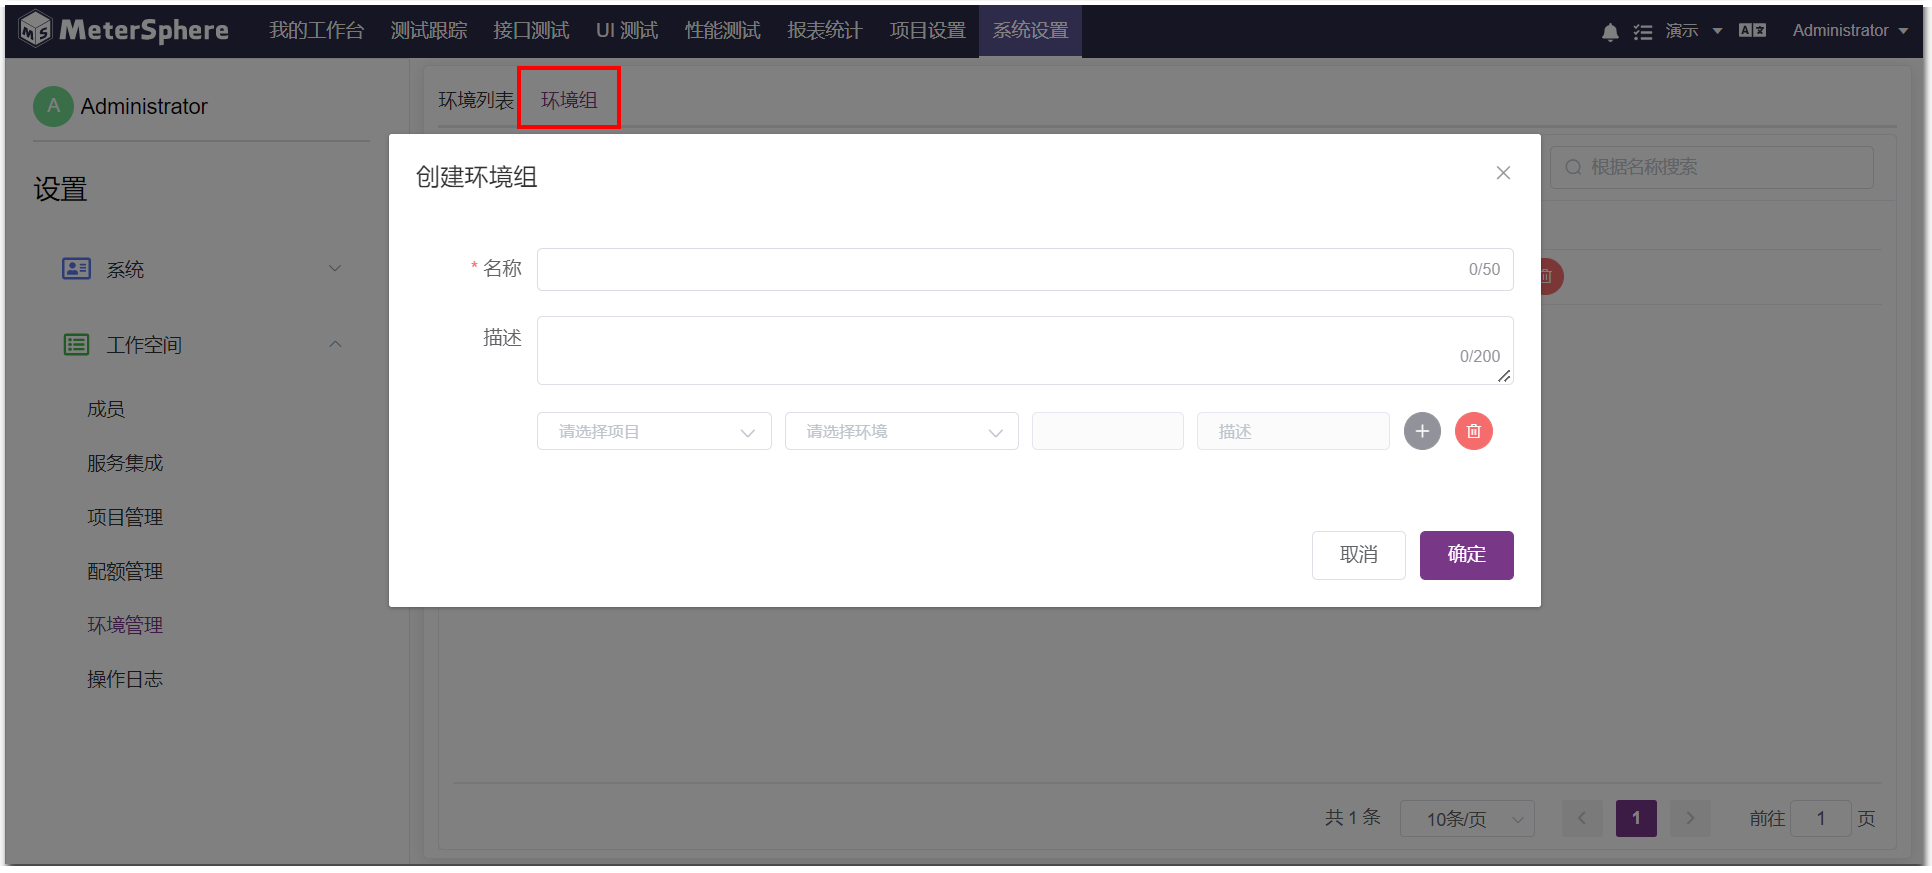 MeterSphere 我的工作台 测试跟踪 接口测试 UI 测试 性能测试 报表统计 项目设置 系统设置 演示 Administrator
A Administrator
设置
系统
工作空间
成员
服务集成
项目管理
配额管理
环境管理
操作日志
环境列表 环境组
根据名称搜索
创建环境组
* 名称 0/50
描述 0/200
请选择项目 请选择环境 描述
取消 确定
共 1 条 10条/页 1 前往 1 页